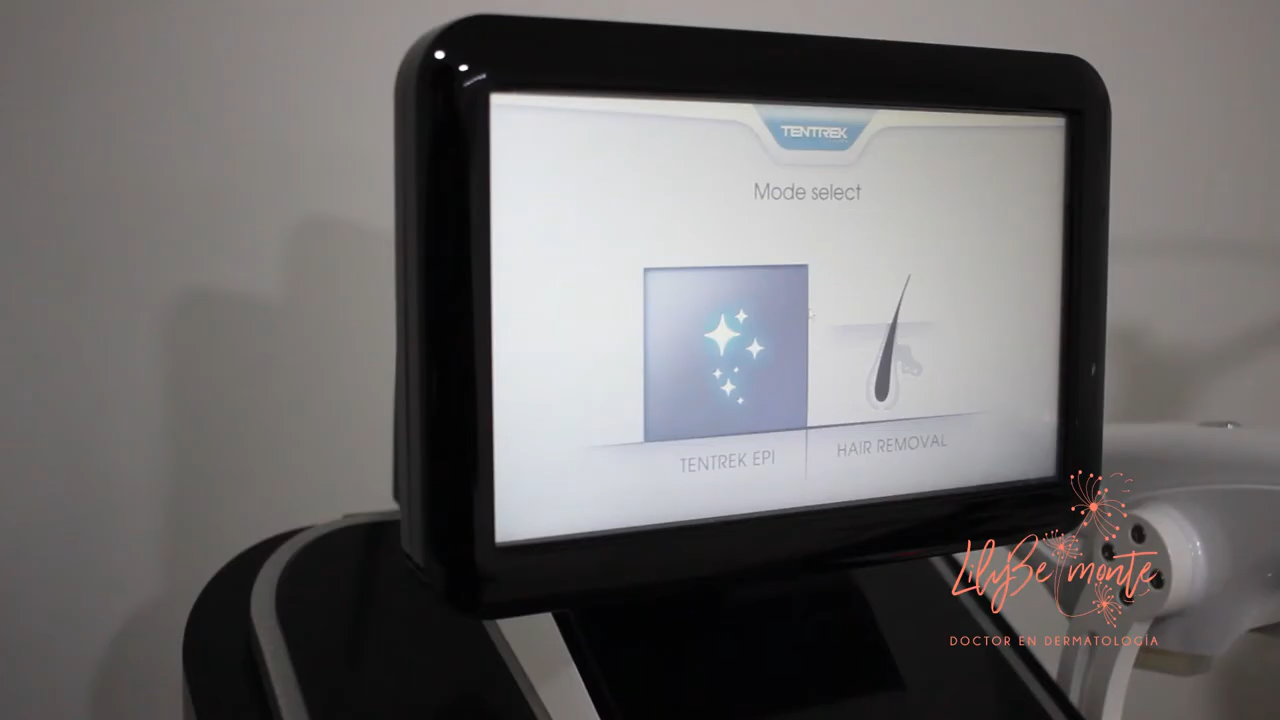 TENTREK
Mode select
TENTREK EPI
HAIR REMOVAL
LilyBelmonte
DOCTOR EN DERMATOLOGÍA